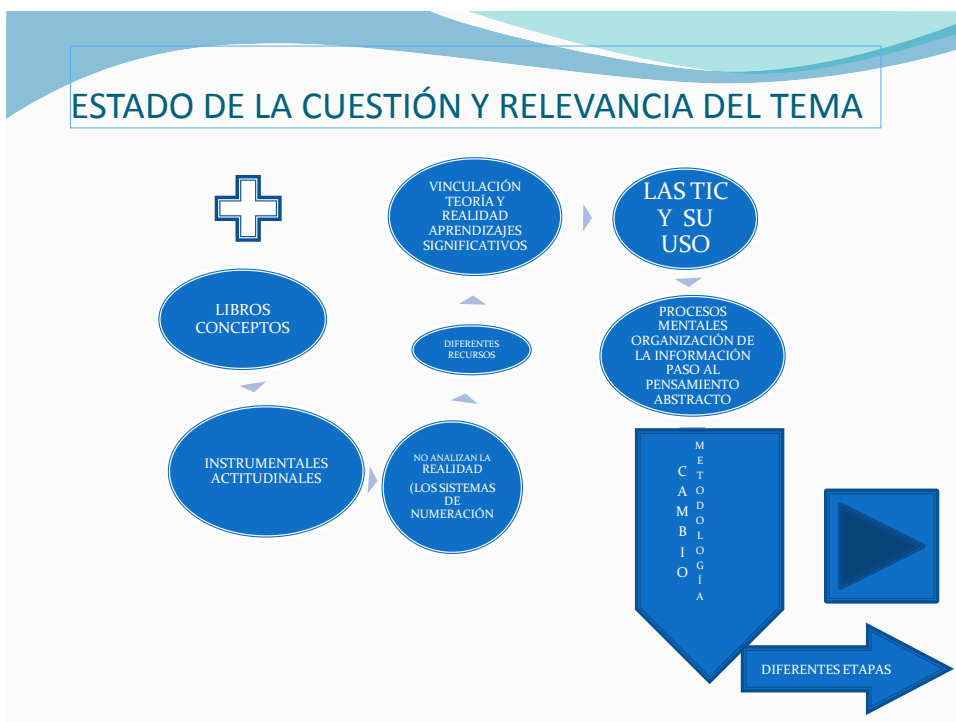 ESTADO DE LA CUESTIÓN Y RELEVANCIA DEL TEMA
LIBROS
CONCEPTOS
INSTRUMENTALES
ACTITUDINALES
NO ANALIZAN LA
REALIDAD
(LOS SISTEMAS
DE
NUMERACIÓN
DIFERENTES
RECURSOS
VINCULACIÓN
TEORÍA Y
REALIDAD
APRENDIZAJES
SIGNIFICATIVOS
LAS TIC
Y SU
USO
PROCESOS
MENTALES
ORGANIZACIÓN DE
LA INFORMACIÓN
PASO AL
PENSAMIENTO
ABSTRACTO
CAMBIO
METODOLOGÍA
DIFERENTES ETAPAS